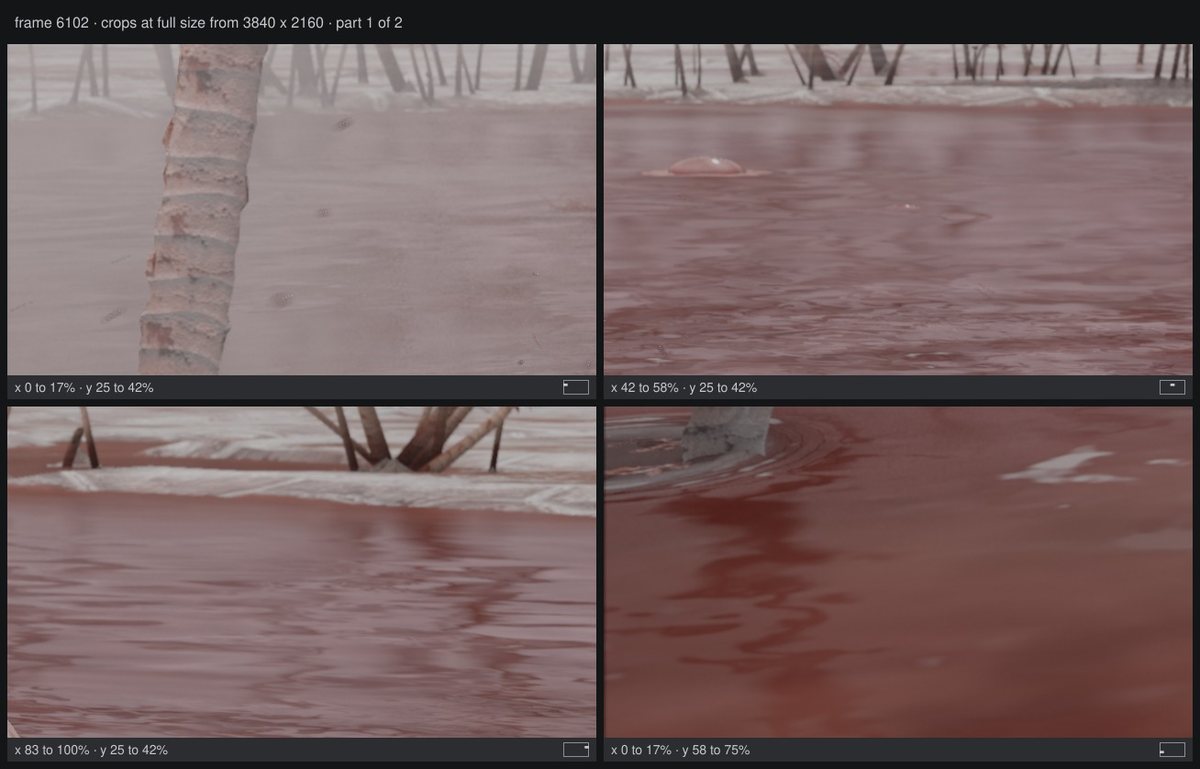 frame 6102 · crops at full size from 3840 x 2160 · part 1 of 2
x 0 to 17% · y 25 to 42%
x 42 to 58% · y 25 to 42%
x 83 to 100% · y 25 to 42%
x 0 to 17% · y 58 to 75%